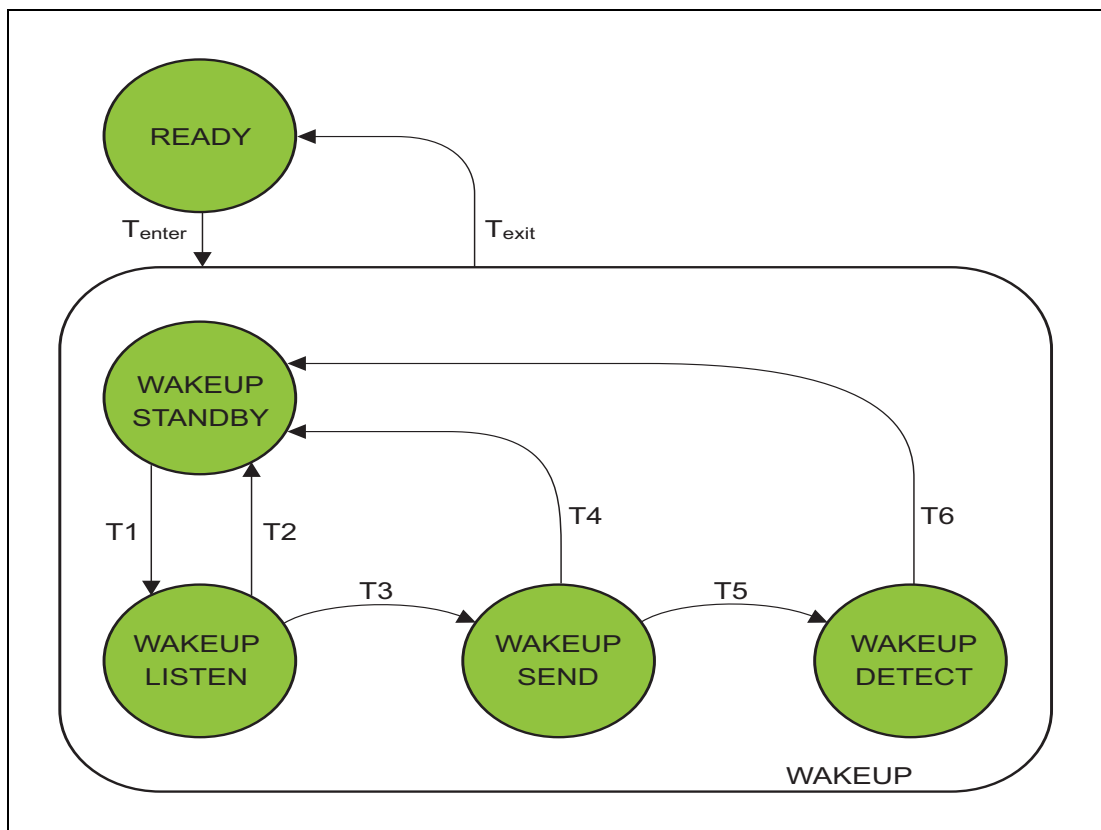 READY
Tenter
Texit
WAKEUP
STANDBY
T1
T2
T4
T6
T3
T5
WAKEUP
LISTEN
WAKEUP
SEND
WAKEUP
DETECT
WAKEUP